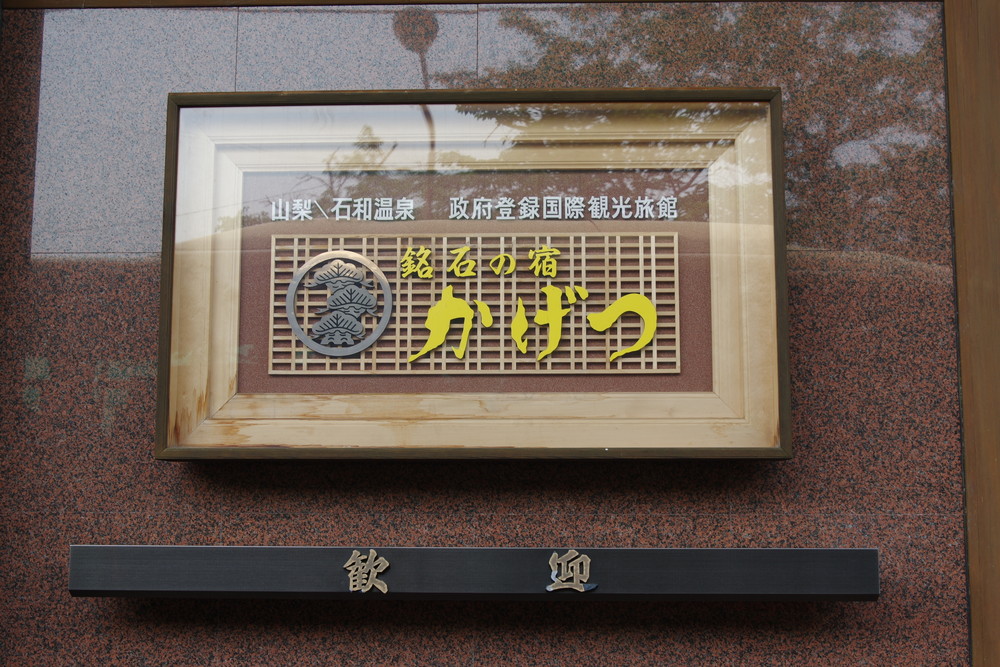 山梨＼石和温泉　政府登録国際観光旅館
銘石の宿
かげつ
歓迎